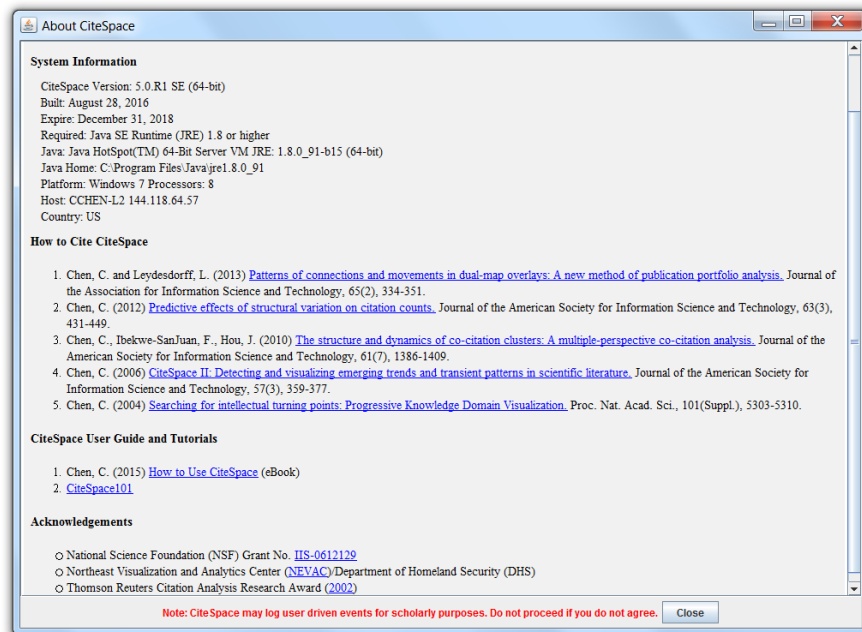 About CiteSpace
System Information
CiteSpace Version: 5.0.R1 SE (64-bit)
Built: August 28, 2016
Expire: December 31, 2018
Required: Java SE Runtime (JRE) 1.8 or higher
Java: Java HotSpot(TM) 64-Bit Server VM JRE: 1.8.0_91-b15 (64-bit)
Java Home: C:\Program Files\Java\jre1.8.0_91
Platform: Windows 7 Processors: 8
Host: CCHEN-L2 144.118.64.57
Country: US
How to Cite CiteSpace
1. Chen, C. and Leydesdorff, L. (2013) Patterns of connections and movements in dual-map overlays: A new method of publication portfolio analysis. Journal of
the Association for Information Science and Technology, 65(2), 334-351.
2. Chen, C. (2012) Predictive effects of structural variation on citation counts. Journal of the American Society for Information Science and Technology, 63(3),
431-449.
3. Chen, C., Ibekwe-SanJuan, F., Hou, J. (2010) The structure and dynamics of co-citation clusters: A multiple-perspective co-citation analysis. Journal of the
American Society for Information Science and Technology, 61(7), 1386-1409.
4. Chen, C. (2006) CiteSpace II: Detecting and visualizing emerging trends and transient patterns in scientific literature. Journal of the American Society for
Information Science and Technology, 57(3), 359-377.
5. Chen, C. (2004) Searching for intellectual turning points: Progressive Knowledge Domain Visualization. Proc. Nat. Acad. Sci., 101(Suppl.), 5303-5310.
CiteSpace User Guide and Tutorials
1. Chen, C. (2015) How to Use CiteSpace (eBook)
2. CiteSpace101
Acknowledgements
National Science Foundation (NSF) Grant No. IIS-0612129
Northeast Visualization and Analytics Center (NEVAC)/Department of Homeland Security (DHS)
Thomson Reuters Citation Analysis Research Award (2002)
Note: CiteSpace may log user driven events for scholarly purposes. Do not proceed if you do not agree. Close